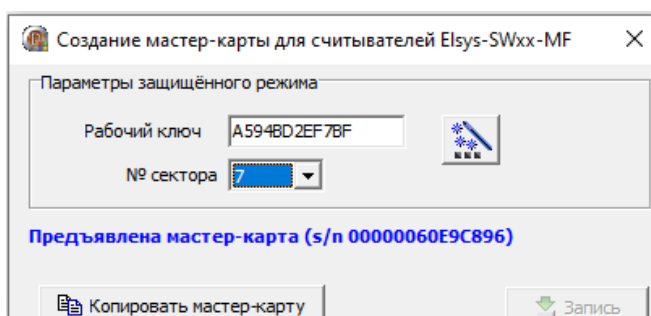 Создание мастер-карты для считывателей Elsys-SWxx-MF
Параметры защищённого режима
Рабочий ключ A594BD2EF7BF
№ сектора 7
Предъявлена мастер-карта (s/n 00000060E9C896)
Копировать мастер-карту Запись